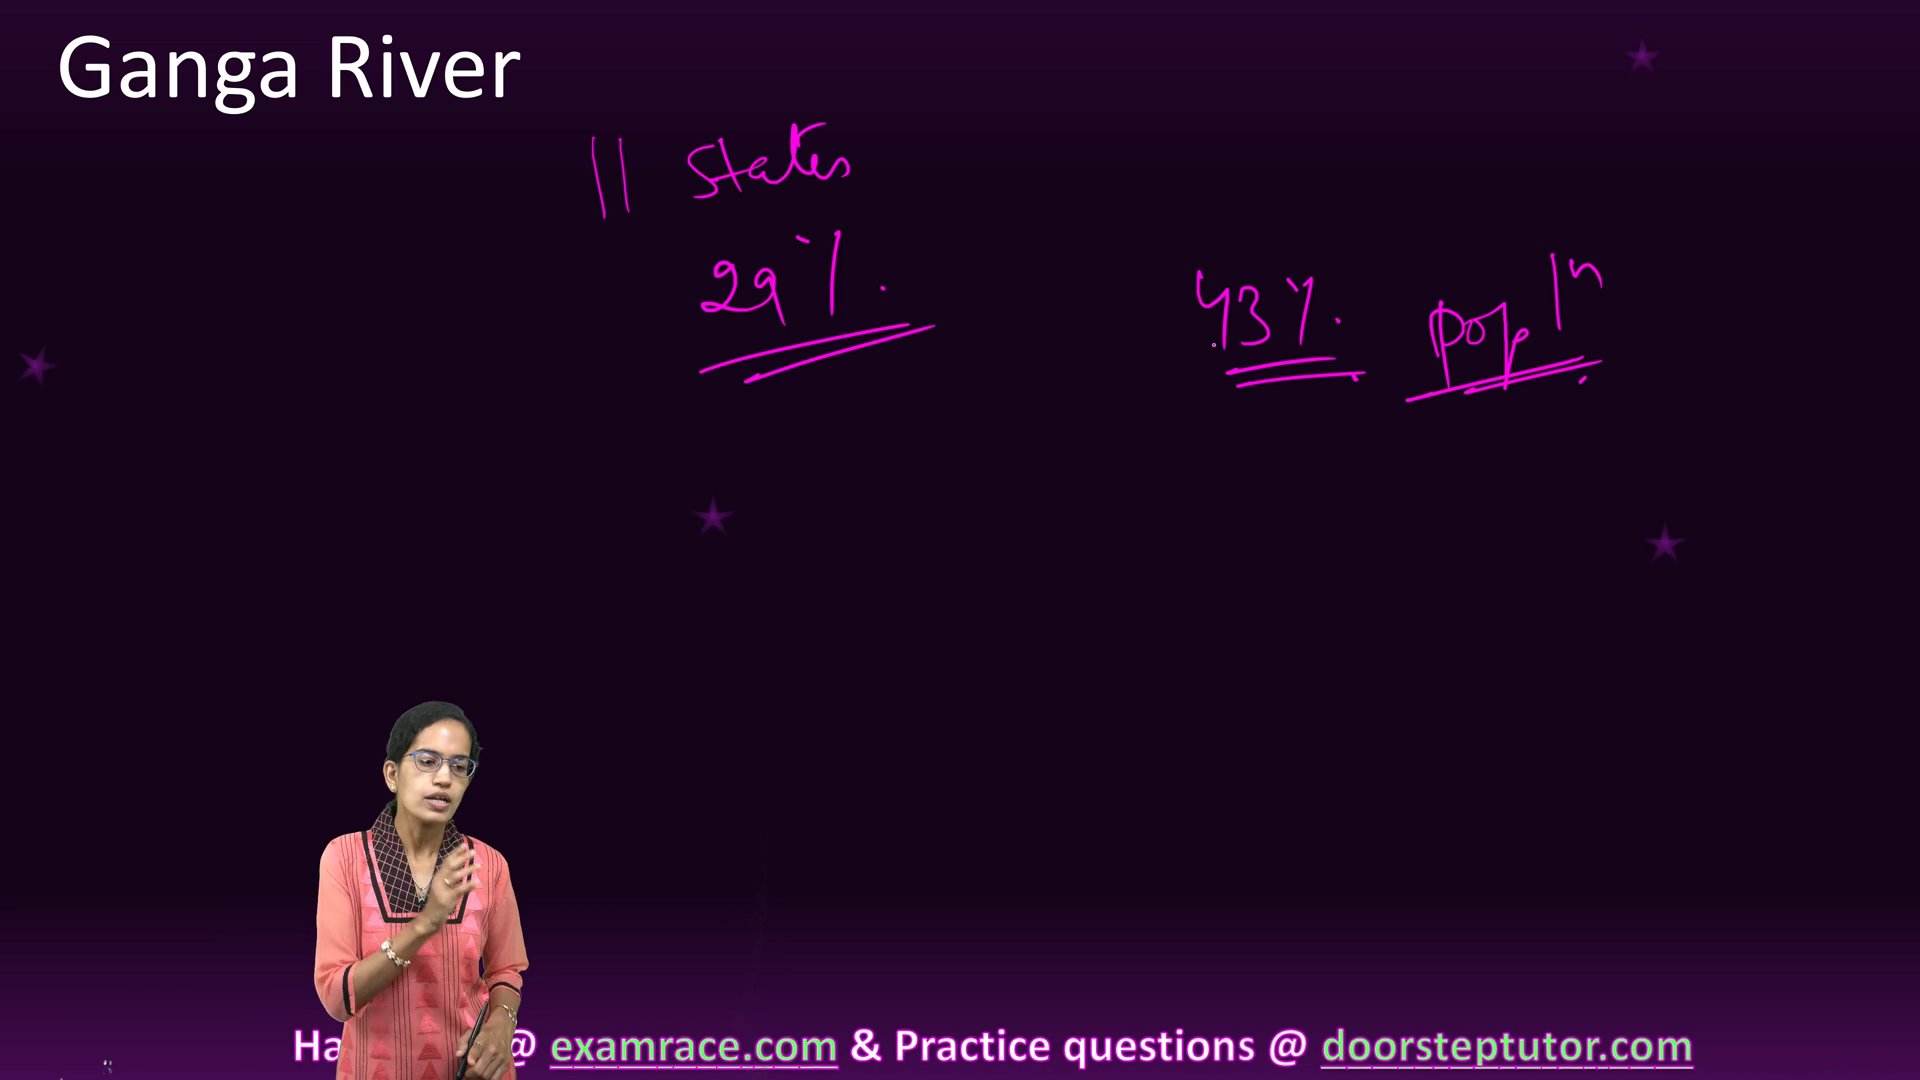 Ganga River
11 States
29%.
43%. popln
Ha @ examrace.com & Practice questions @ doorsteptutor.com